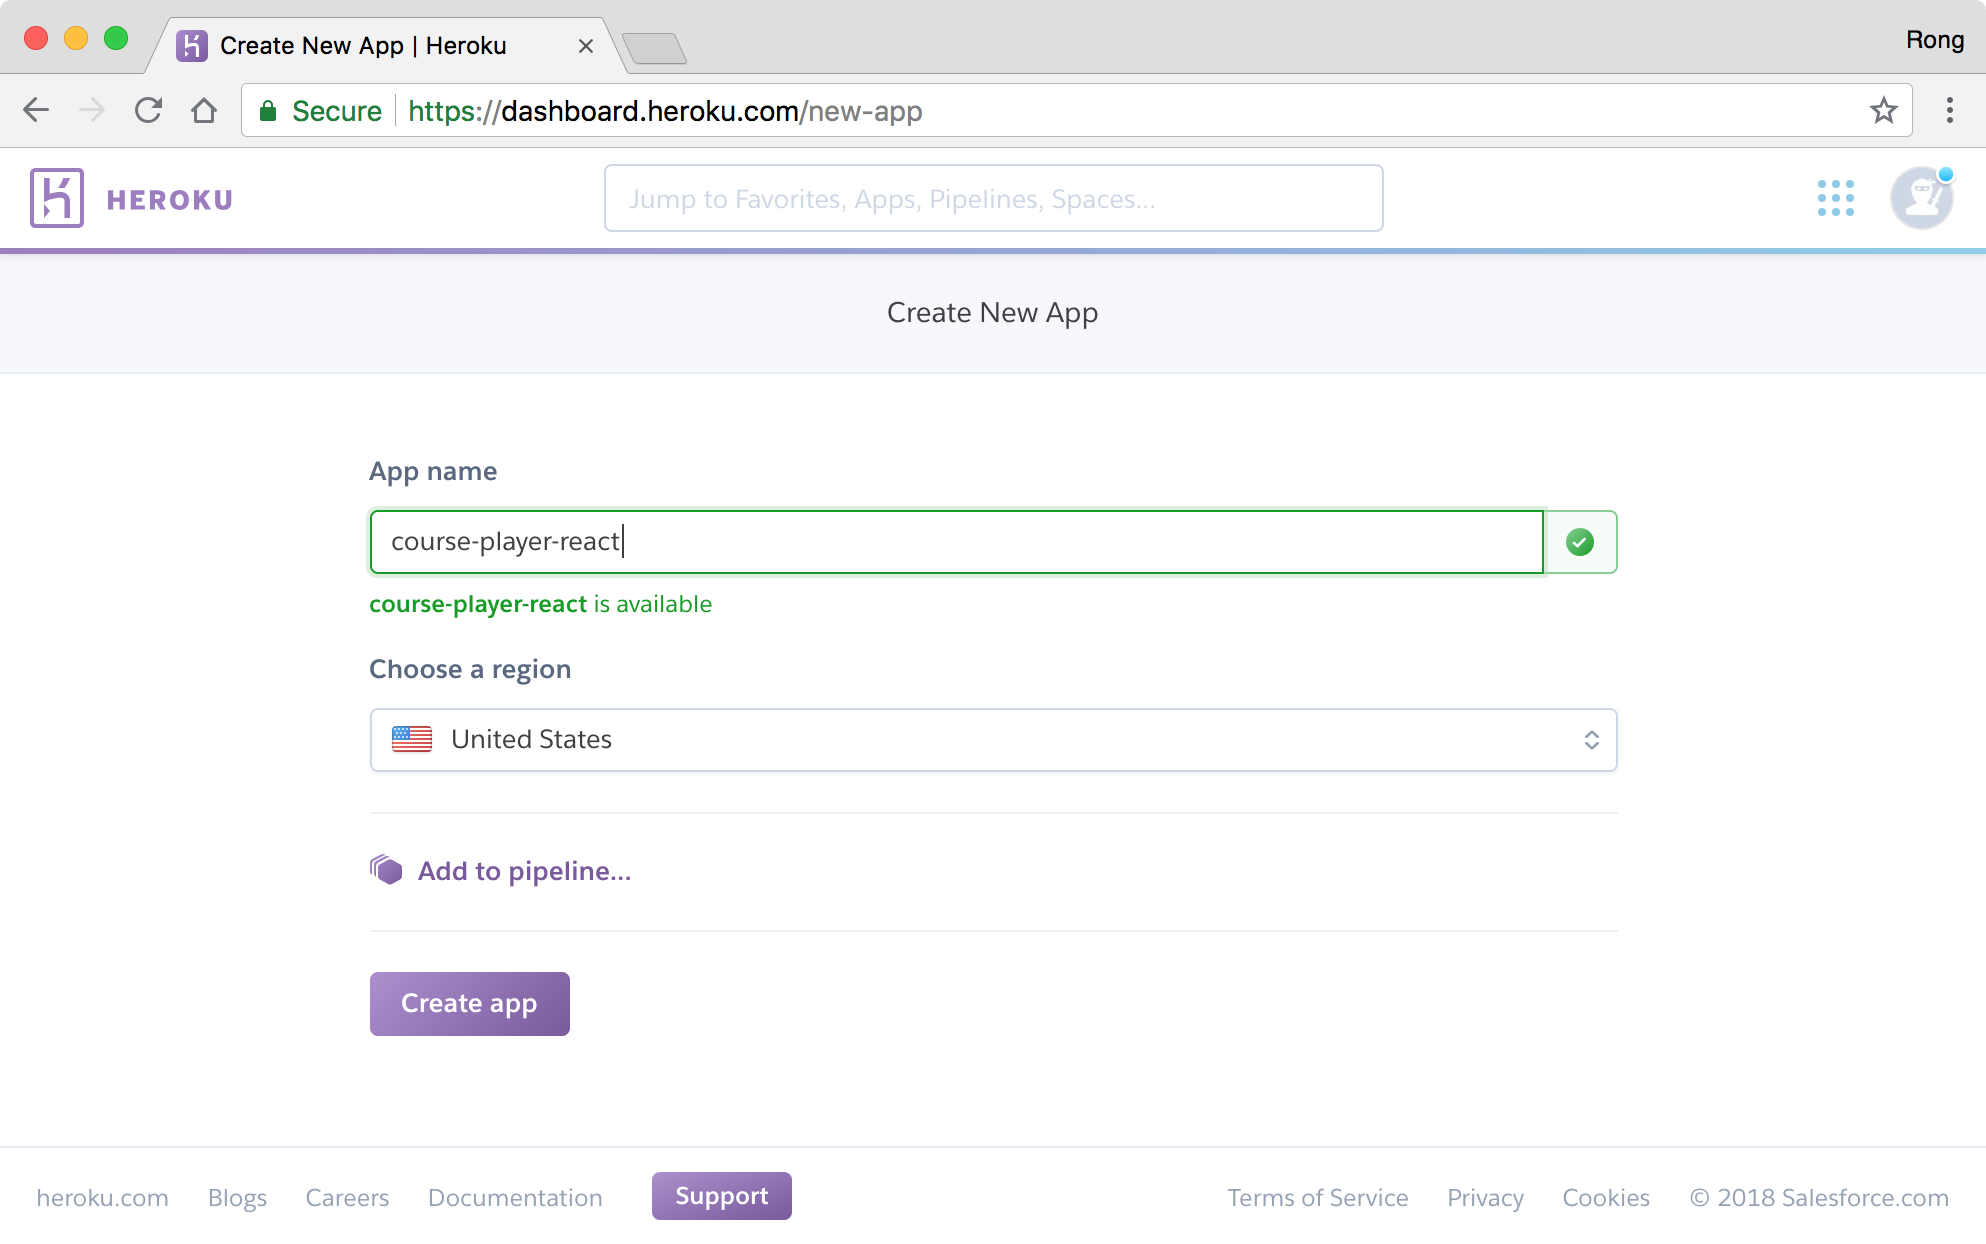 Create New App | Heroku
Rong
Secure
https://dashboard.heroku.com/new-app
HEROKU
Jump to Favorites, Apps, Pipelines, Spaces...
Create New App
App name
course-player-react
course-player-react is available
Choose a region
United States
Add to pipeline...
Create app
heroku.com Blogs Careers Documentation Support Terms of Service Privacy Cookies © 2018 Salesforce.com